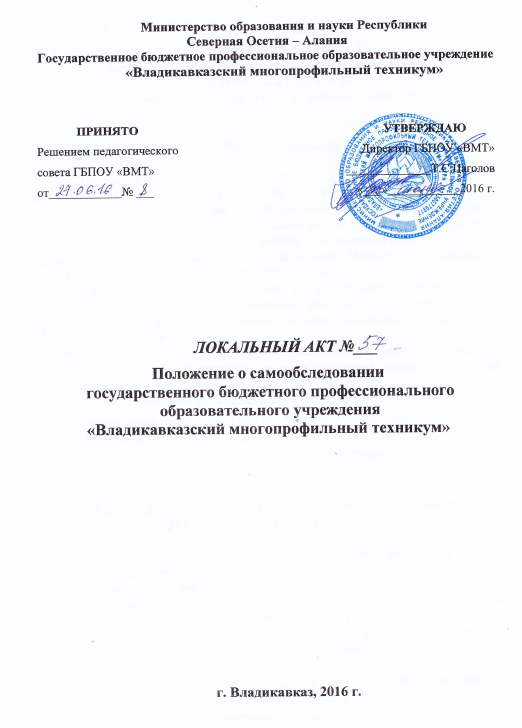 Министерство образования и науки Республики
Северная Осетия – Алания
Государственное бюджетное профессиональное образовательное учреждение
«Владикавказский многопрофильный техникум»
ПРИНЯТО
Решением педагогического
совета ГБПОУ «ВМТ»
от 29.06.16 № 8
УТВЕРЖДАЮ
Директор ГБПОУ «ВМТ»
2016 г.
ЛОКАЛЬНЫЙ АКТ № 57
Положение о самообследовании
государственного бюджетного профессионального
образовательного учреждения
«Владикавказский многопрофильный техникум»
г. Владикавказ, 2016 г.